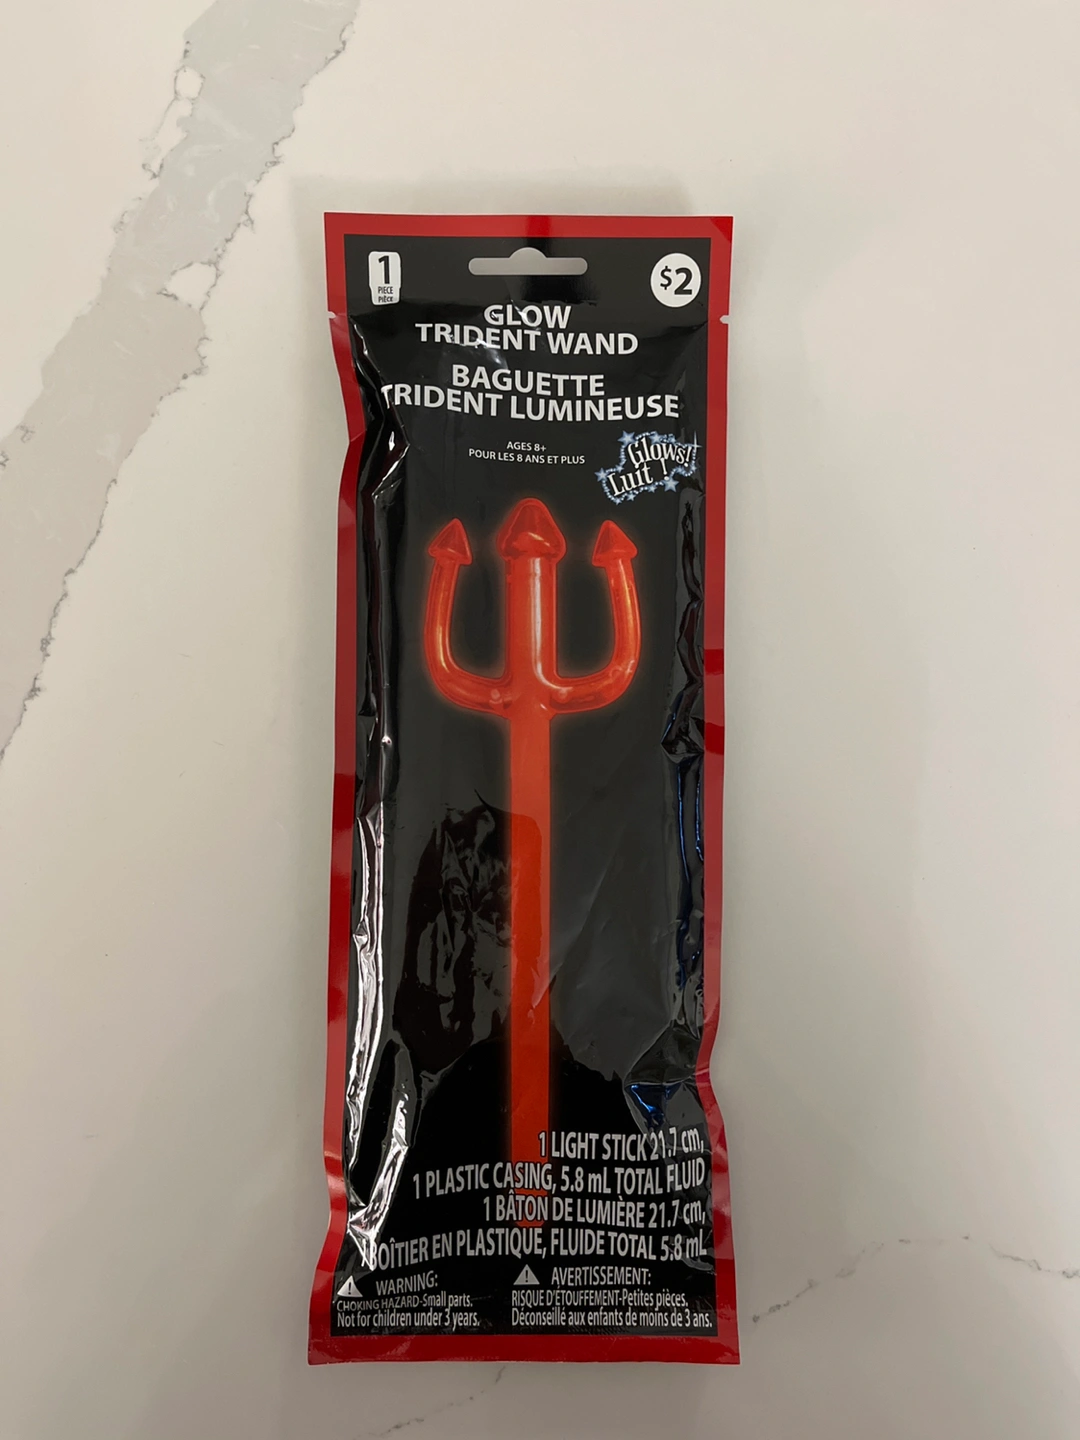 1
PIECE
PIÈCE
$2
GLOW
TRIDENT WAND
BAGUETTE
TRIDENT LUMINEUSE
AGES 8+
POUR LES 8 ANS ET PLUS
Glows!
Luit !
1 LIGHT STICK 21.7 cm,
1 PLASTIC CASING, 5.8 mL TOTAL FLUID
1 BÂTON DE LUMIÈRE 21.7 cm,
1 BOÎTIER EN PLASTIQUE, FLUIDE TOTAL 5.8 mL
WARNING:
CHOKING HAZARD-Small parts.
Not for children under 3 years.
AVERTISSEMENT:
RISQUE D'ÉTOUFFEMENT-Petites pièces.
Déconseillé aux enfants de moins de 3 ans.